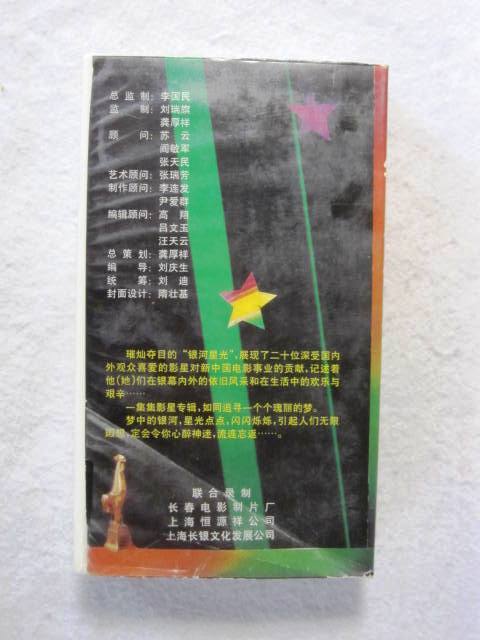 总监制：李国民
监制：刘瑞旗
龚厚祥
顾问：苏云
阎敏军
张天民
艺术顾问：张瑞芳
制作顾问：李连发
尹爱群
编辑顾问：高翔
吕文玉
汪天云
总策划：龚厚祥
编导：刘庆生
统筹：刘迪
封面设计：隋壮基
璀灿夺目的“银河星光”，展现了二十位深受国内
外观众喜爱的影星对新中国电影事业的贡献，记述着
他(她)们在银幕内外的依旧风采和在生活中的欢乐与
艰辛……
一集集影星专辑，如同追寻一个个瑰丽的梦。
梦中的银河，星光点点，闪闪烁烁，引起人们无限
遐想，定会令你心醉神迷，流连忘返……。
联合录制
长春电影制片厂
上海恒源祥公司
上海长银文化发展公司